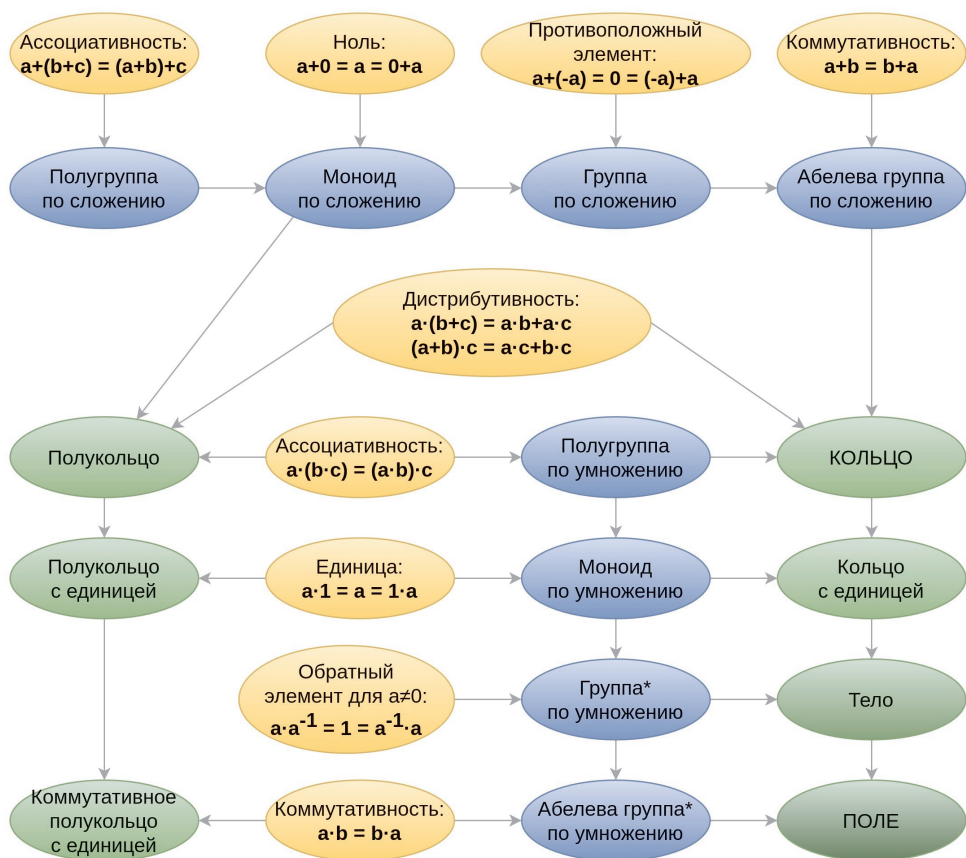 Ассоциативность:
a+(b+c) = (a+b)+c
Ноль:
a+0 = a = 0+a
Противоположный
элемент:
a+(-a) = 0 = (-a)+a
Коммутативность:
a+b = b+a
Полугруппа
по сложению
Моноид
по сложению
Группа
по сложению
Абелева группа
по сложению
Дистрибутивность:
a·(b+c) = a·b+a·c
(a+b)·c = a·c+b·c
Полукольцо
Ассоциативность:
a·(b·c) = (a·b)·c
Полугруппа
по умножению
КОЛЬЦО
Полукольцо
с единицей
Единица:
a·1 = a = 1·a
Моноид
по умножению
Кольцо
с единицей
Обратный
элемент для a≠0:
a·a⁻¹ = 1 = a⁻¹·a
Группа*
по умножению
Тело
Коммутативное
полукольцо
с единицей
Коммутативность:
a·b = b·a
Абелева группа*
по умножению
ПОЛЕ